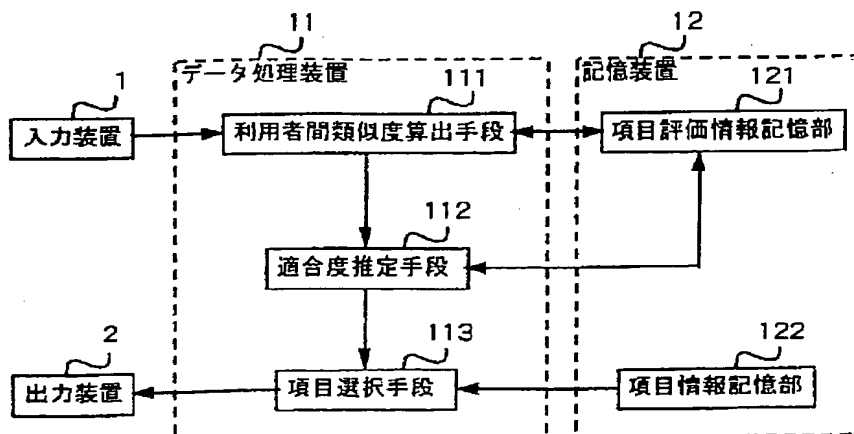 11
12
データ処理装置
記憶装置
1
111
121
入力装置
利用者間類似度算出手段
項目評価情報記憶部
112
適合度推定手段
2
113
122
出力装置
項目選択手段
項目情報記憶部